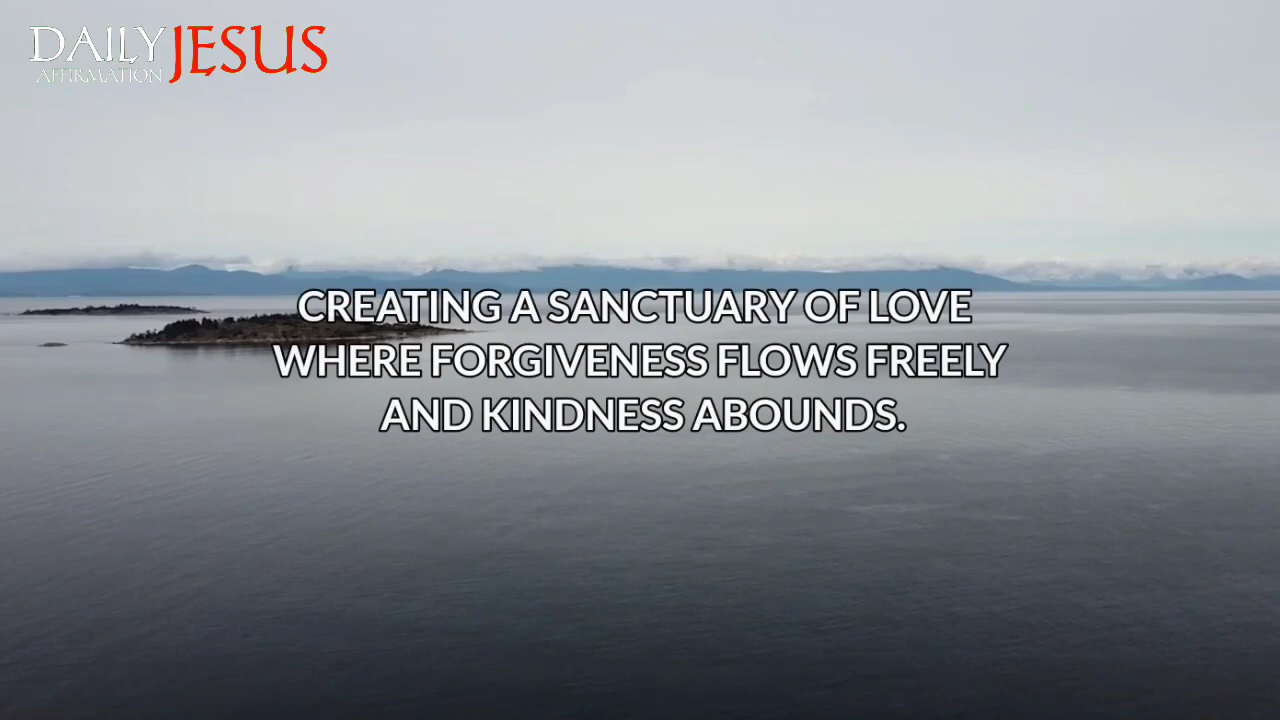 DAILY JESUS
AFFIRMATION
CREATING A SANCTUARY OF LOVE
WHERE FORGIVENESS FLOWS FREELY
AND KINDNESS ABOUNDS.